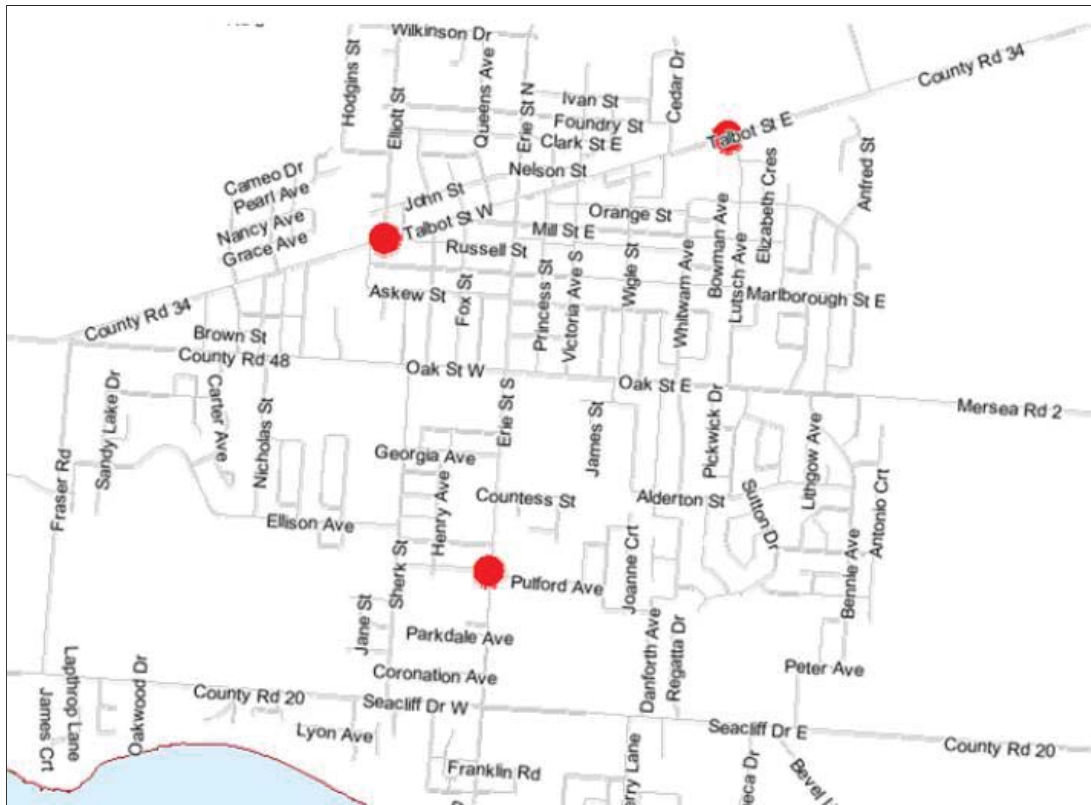 Wilkinson Dr
Hodgins St
Elliott St
Queens Ave
Erie St N
Cedar Dr
County Rd 34
Ivan St
Foundry St
Clark St E
Talbot St E
Nelson St
Cameo Dr
Pearl Ave
Nancy Ave
Grace Ave
John St
Talbot St W
Orange St
Mill St E
Russell St
Bowman Ave
Elizabeth Cres
Anfred St
Askew St
Fox St
Princess St
Victoria Ave S
Wigle St
Whitwam Ave
Lutsch Ave
Marlborough St E
County Rd 34
Brown St
County Rd 48
Oak St W
Oak St E
Mersea Rd 2
Sandy Lake Dr
Carter Ave
Nicholas St
Erie St S
James St
Pickwick Dr
Lithgow Ave
Fraser Rd
Georgia Ave
Henry Ave
Countess St
Alderton St
Sutton Dr
Antonio Crt
Ellison Ave
Sherk St
Pulford Ave
Joanne Crt
Bennie Ave
Jane St
Parkdale Ave
Danforth Ave
Regatta Dr
Coronation Ave
Peter Ave
Lapthrop Lane
James Crt
Oakwood Dr
County Rd 20
Seacliff Dr W
Seacliff Dr E
County Rd 20
Lyon Ave
Franklin Rd
erry Lane
eca Dr
Bevel